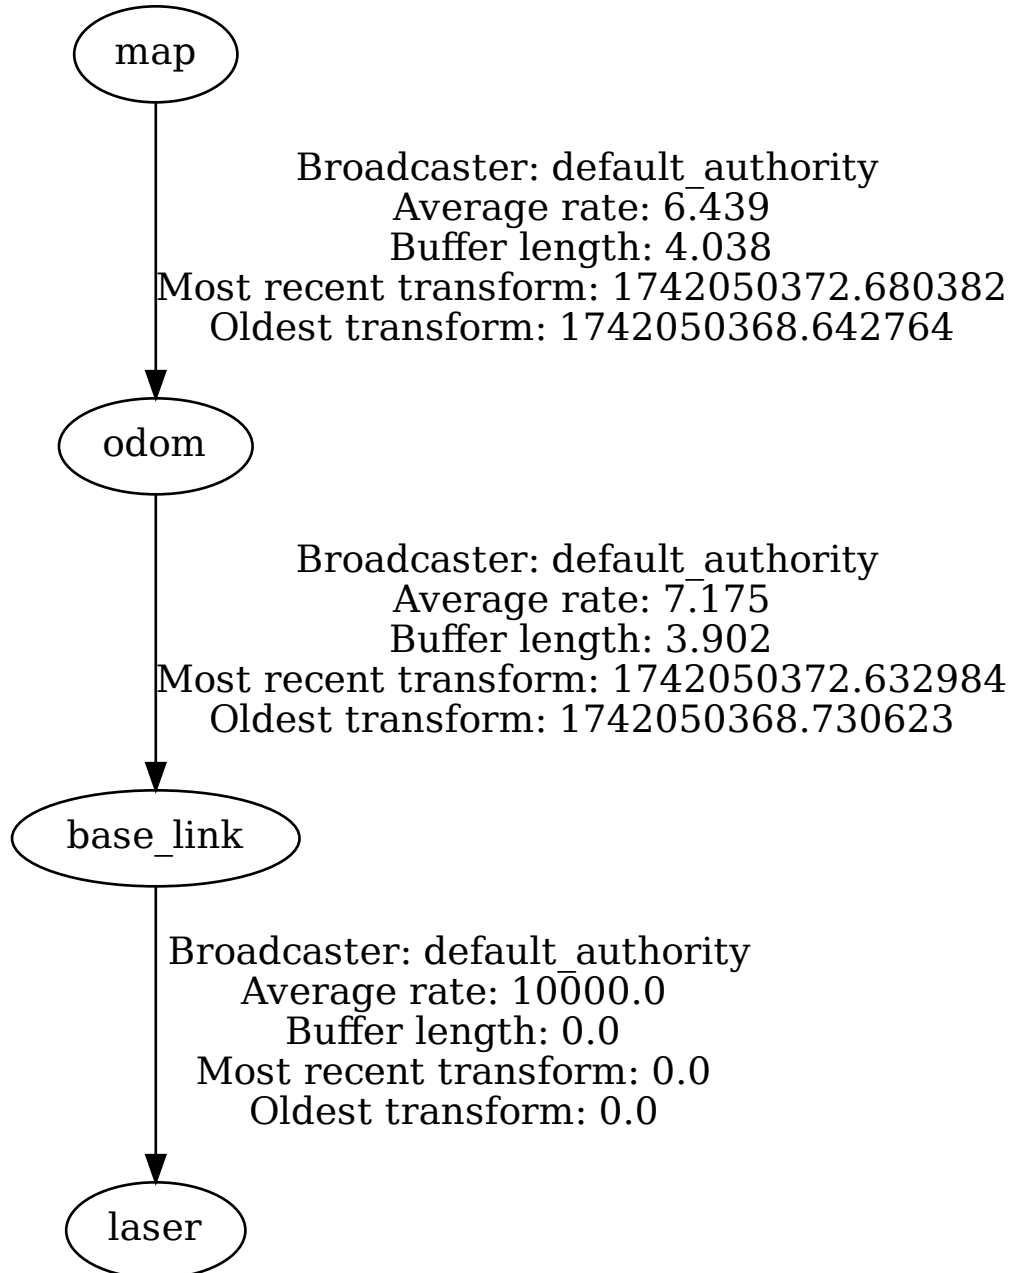 map
Broadcaster: default_authority
Average rate: 6.439
Buffer length: 4.038
Most recent transform: 1742050372.680382
Oldest transform: 1742050368.642764
odom
Broadcaster: default_authority
Average rate: 7.175
Buffer length: 3.902
Most recent transform: 1742050372.632984
Oldest transform: 1742050368.730623
base_link
Broadcaster: default_authority
Average rate: 10000.0
Buffer length: 0.0
Most recent transform: 0.0
Oldest transform: 0.0
laser